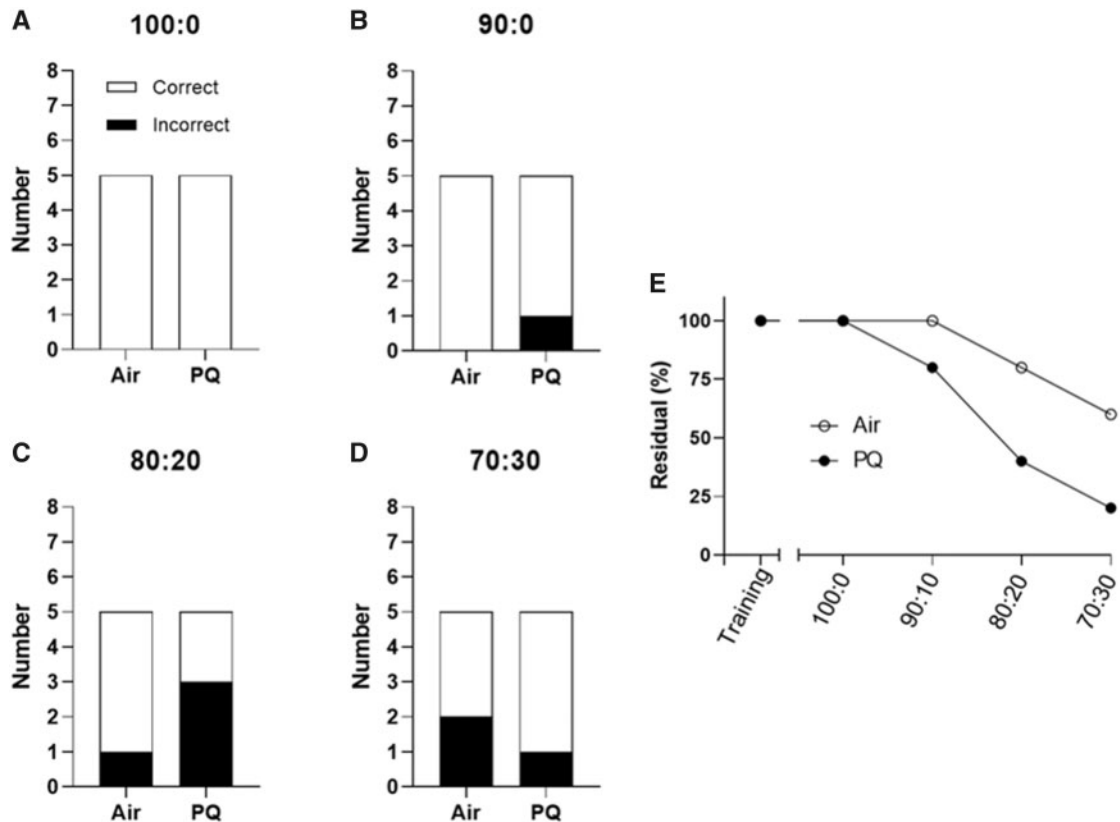 A
100:0
8
7
6
5
4
3
2
1
0
Number
Correct
Incorrect
Air
PQ
B
90:0
8
7
6
5
4
3
2
1
0
Number
Air
PQ
C
80:20
8
7
6
5
4
3
2
1
0
Number
Air
PQ
D
70:30
8
7
6
5
4
3
2
1
0
Number
Air
PQ
E
100
75
50
25
0
Residual (%)
Air
PQ
Training
100:0
90:10
80:20
70:30